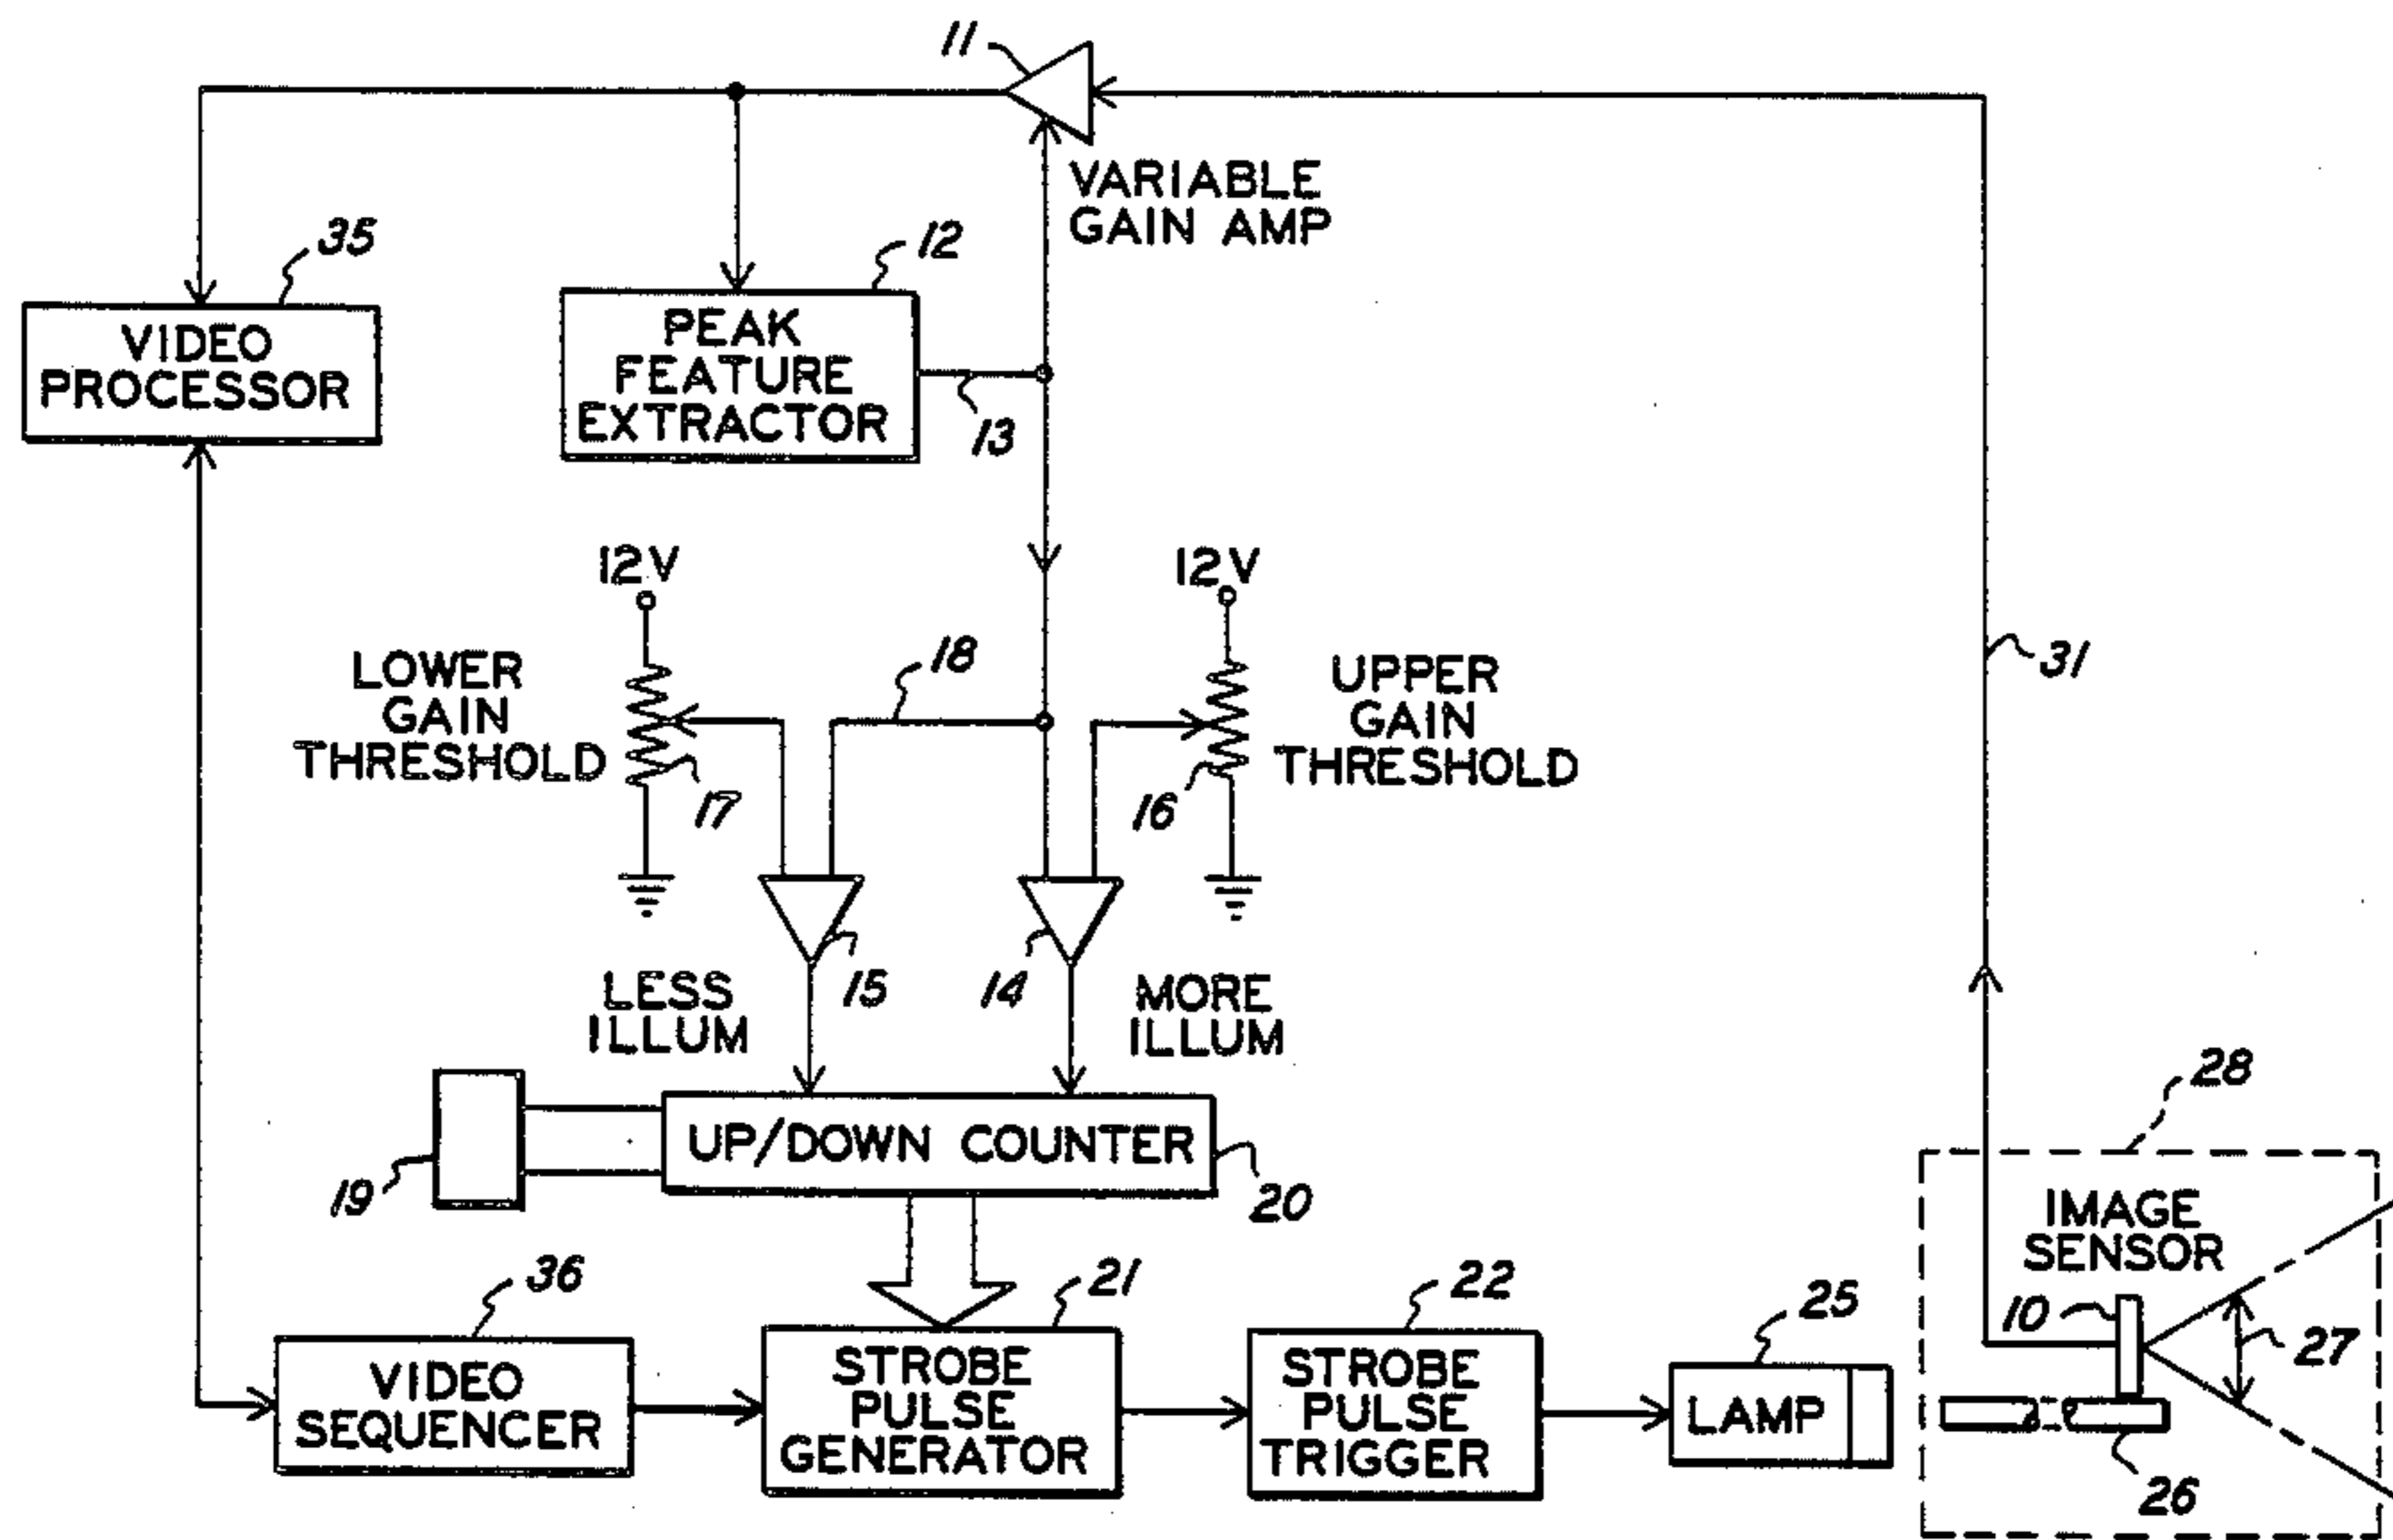 11
VARIABLE
GAIN AMP
35
VIDEO
PROCESSOR
12
PEAK
FEATURE
EXTRACTOR
13
12V
12V
LOWER
GAIN
THRESHOLD
17
18
16
UPPER
GAIN
THRESHOLD
31
LESS
ILLUM
15
14
MORE
ILLUM
19
UP/DOWN COUNTER
20
28
IMAGE
SENSOR
10
27
26
36
VIDEO
SEQUENCER
21
STROBE
PULSE
GENERATOR
22
STROBE
PULSE
TRIGGER
25
LAMP